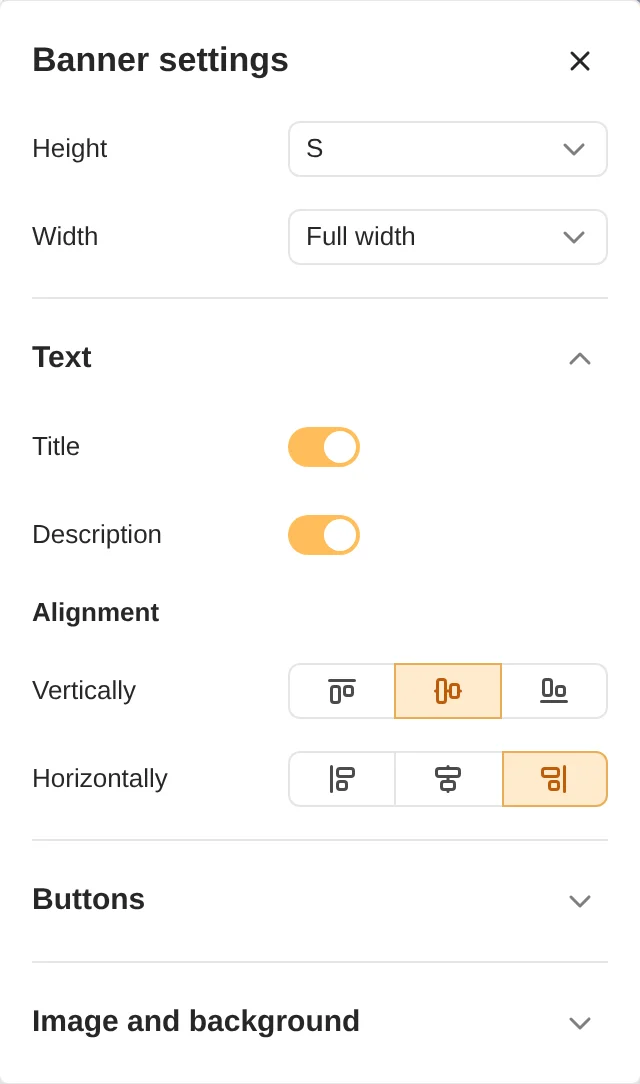 Banner settings
Height
S
Width
Full width
Text
Title
Description
Alignment
Vertically
Horizontally
Buttons
Image and background